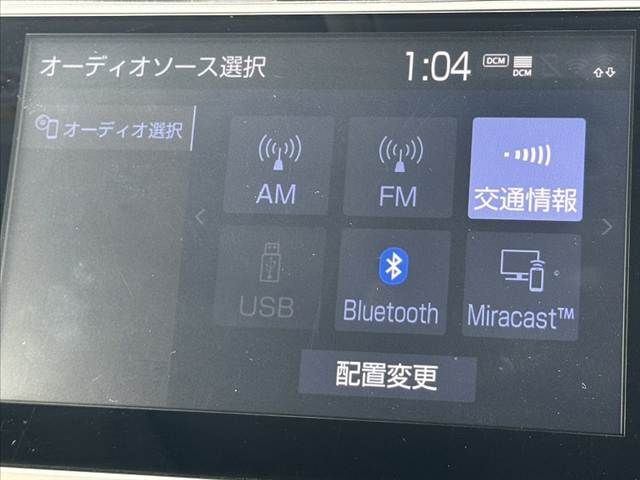 オーディオソース選択 1:04 DCM DCM
オーディオ選択
AM FM 交通情報
USB Bluetooth Miracast™
配置変更